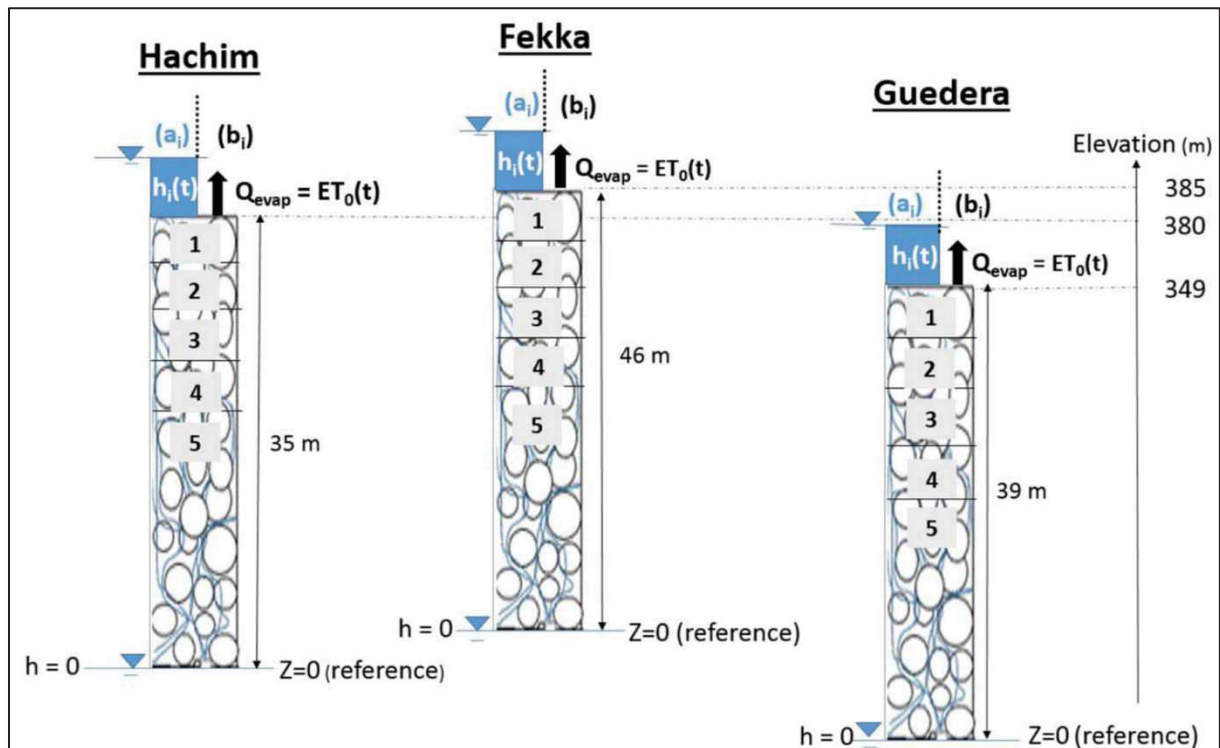 Hachim
(aᵢ) (bᵢ)
hᵢ(t)
Qₑᵥₐₚ = ET₀(t)
1
2
3
4
5
35 m
h = 0
Z=0 (reference)
Fekka
(aᵢ) (bᵢ)
hᵢ(t)
Qₑᵥₐₚ = ET₀(t)
1
2
3
4
5
46 m
h = 0
Z=0 (reference)
Guedera
(aᵢ) (bᵢ)
hᵢ(t)
Qₑᵥₐₚ = ET₀(t)
1
2
3
4
5
39 m
h = 0
Z=0 (reference)
Elevation (m)
385
380
349